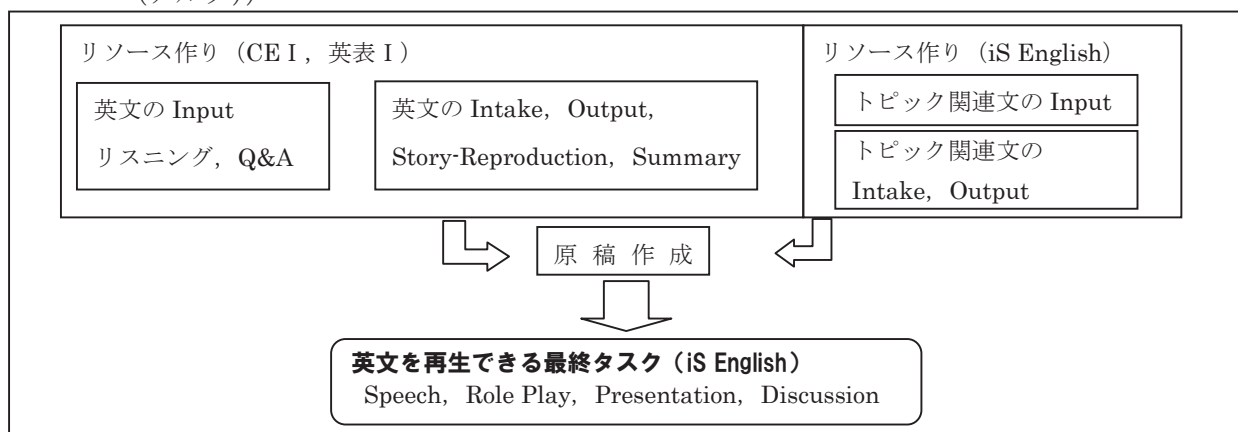 リソース作り(CEⅠ,英表Ⅰ)
英文の Input
リスニング,Q&A
英文の Intake,Output,
Story-Reproduction,Summary
リソース作り(iS English)
トピック関連文の Input
トピック関連文の
Intake,Output
原 稿 作 成
英文を再生できる最終タスク(iS English)
Speech,Role Play,Presentation,Discussion